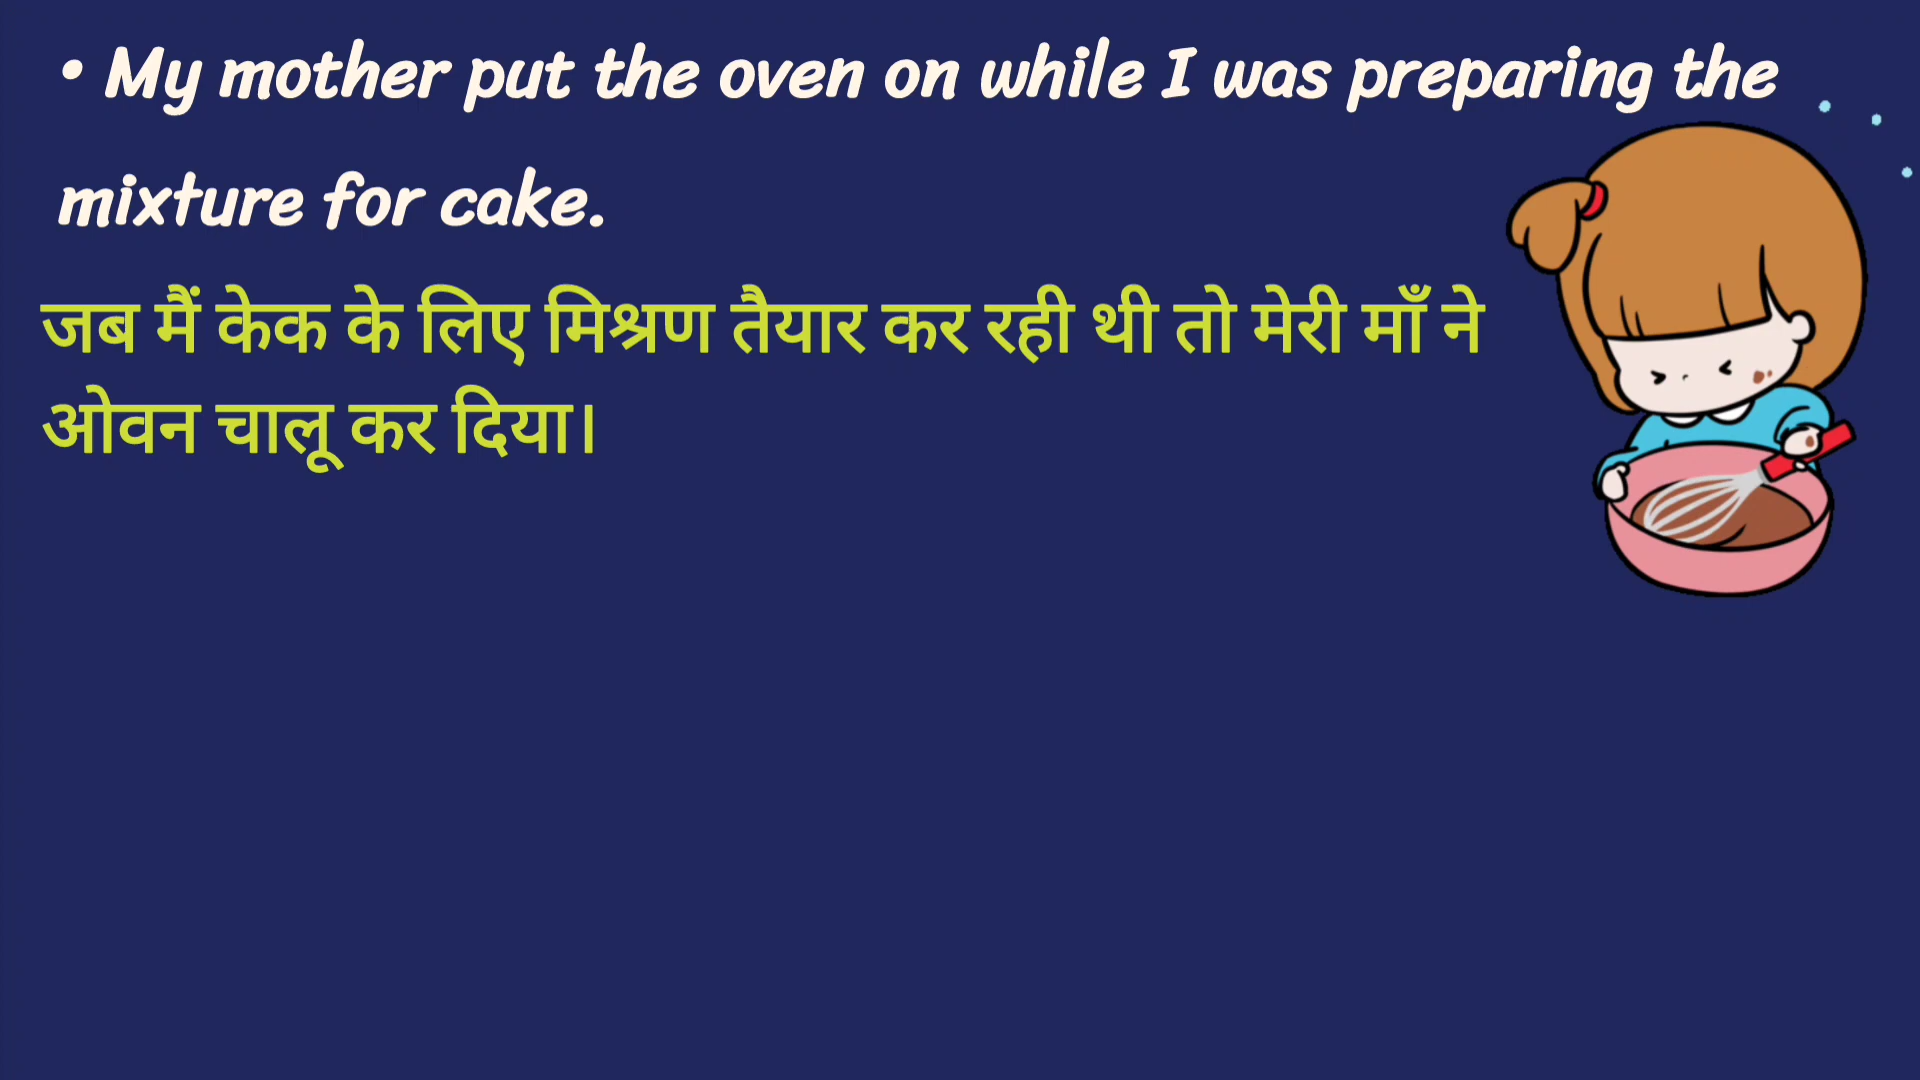 • My mother put the oven on while I was preparing the
mixture for cake.
जब मैं केक के लिए मिश्रण तैयार कर रही थी तो मेरी माँ ने
ओवन चालू कर दिया।